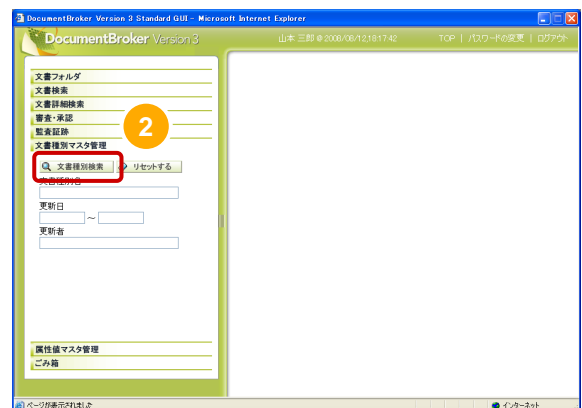 DocumentBroker Version 3 Standard GUI - Microsoft Internet Explorer
DocumentBroker Version 3
山本 三郎@2008/06/12,18:17:42
TOP | パスワードの変更 | ログアウト
文書フォルダ
文書検索
文書詳細検索
審査・承認
監査証跡
2
文書種別マスタ管理
文書種別検索 リセットする
文書種別名
更新日
～
更新者
属性値マスタ管理
ごみ箱
ページが表示されました
インターネット